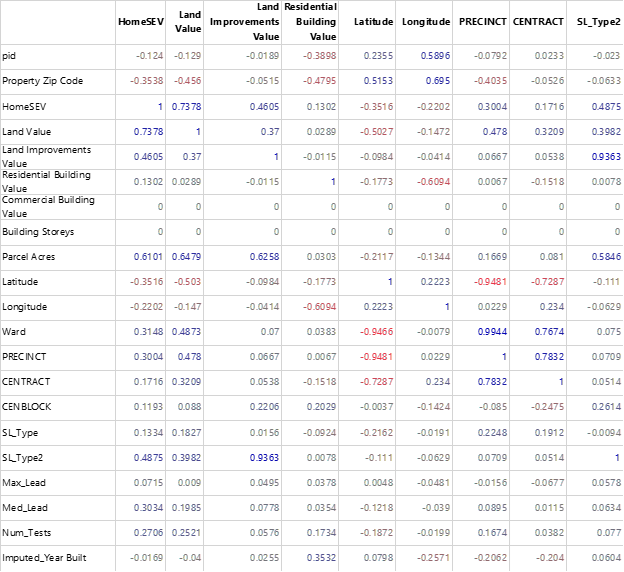 HomeSEV Land Value Land Improvements Value Residential Building Value Latitude Longitude PRECINCT CENTRACT SL_Type2
pid -0.124 -0.129 -0.0189 -0.3898 0.2355 0.5896 -0.0792 0.0233 -0.023
Property Zip Code -0.3538 -0.456 -0.0515 -0.4795 0.5153 0.695 -0.4035 -0.0526 -0.0633
HomeSEV 1 0.7378 0.4605 0.1302 -0.3516 -0.2202 0.3004 0.1716 0.4875
Land Value 0.7378 1 0.37 0.0289 -0.5027 -0.1472 0.478 0.3209 0.3982
Land Improvements Value 0.4605 0.37 1 -0.0115 -0.0984 -0.0414 0.0667 0.0538 0.9363
Residential Building Value 0.1302 0.0289 -0.0115 1 -0.1773 -0.6094 0.0067 -0.1518 0.0078
Commercial Building Value 0 0 0 0 0 0 0 0 0
Building Storeys 0 0 0 0 0 0 0 0 0
Parcel Acres 0.6101 0.6479 0.6258 0.0303 -0.2117 -0.1344 0.1669 0.081 0.5846
Latitude -0.3516 -0.503 -0.0984 -0.1773 1 0.2223 -0.9481 -0.7287 -0.111
Longitude -0.2202 -0.147 -0.0414 -0.6094 0.2223 1 0.0229 0.234 -0.0629
Ward 0.3148 0.4873 0.07 0.0383 -0.9466 -0.0079 0.9944 0.7674 0.075
PRECINCT 0.3004 0.478 0.0667 0.0067 -0.9481 0.0229 1 0.7832 0.0709
CENTRACT 0.1716 0.3209 0.0538 -0.1518 -0.7287 0.234 0.7832 1 0.0514
CENBLOCK 0.1193 0.088 0.2206 0.2029 -0.0037 -0.1424 -0.085 -0.2475 0.2614
SL_Type 0.1334 0.1827 0.0156 -0.0924 -0.2162 -0.0191 0.2248 0.1912 -0.0094
SL_Type2 0.4875 0.3982 0.9363 0.0078 -0.111 -0.0629 0.0709 0.0514 1
Max_Lead 0.0715 0.009 0.0495 0.0378 0.0048 -0.0481 -0.0156 -0.0677 0.0578
Med_Lead 0.3034 0.1985 0.0778 0.0354 -0.1218 -0.039 0.0895 0.0115 0.0634
Num_Tests 0.2706 0.2521 0.0576 0.1734 -0.1872 -0.0199 0.1674 0.0382 0.077
Imputed_Year Built -0.0169 -0.04 0.0255 0.3532 0.0798 -0.2571 -0.2062 -0.204 0.0604